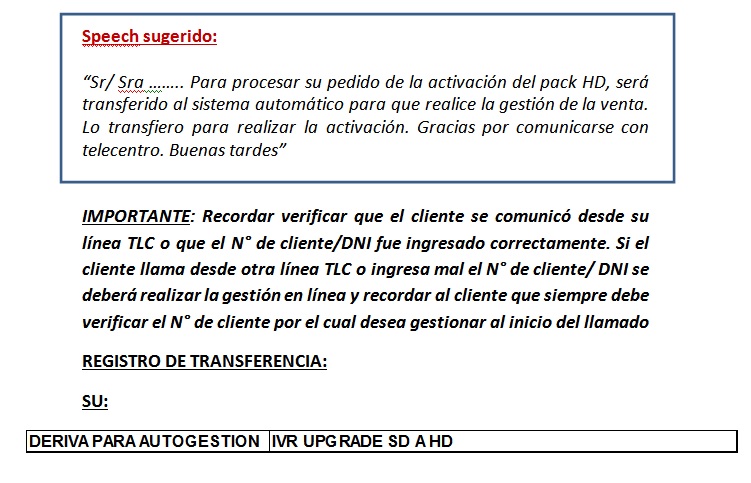 Speech sugerido:
“Sr/ Sra …….. Para procesar su pedido de la activación del pack HD, será
transferido al sistema automático para que realice la gestión de la venta.
Lo transfiero para realizar la activación. Gracias por comunicarse con
telecentro. Buenas tardes”
IMPORTANTE: Recordar verificar que el cliente se comunicó desde su
línea TLC o que el N° de cliente/DNI fue ingresado correctamente. Si el
cliente llama desde otra línea TLC o ingresa mal el N° de cliente/ DNI se
deberá realizar la gestión en línea y recordar al cliente que siempre debe
verificar el N° de cliente por el cual desea gestionar al inicio del llamado
REGISTRO DE TRANSFERENCIA:
SU:
DERIVA PARA AUTOGESTION IVR UPGRADE SD A HD